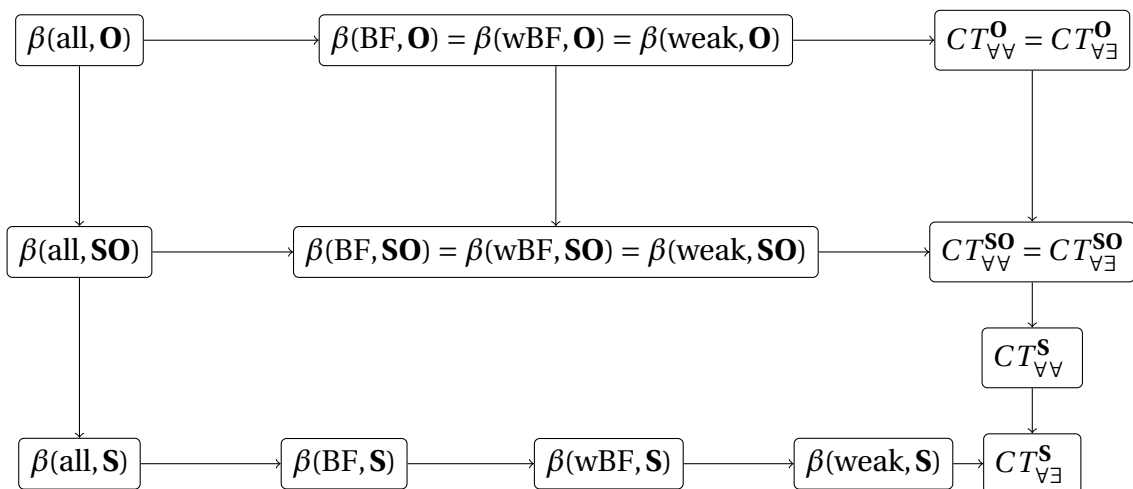 β(all, O) β(BF, O) = β(wBF, O) = β(weak, O) CT^O_∀∀ = CT^O_∀∃
β(all, SO) β(BF, SO) = β(wBF, SO) = β(weak, SO) CT^SO_∀∀ = CT^SO_∀∃
CT^S_∀∀
β(all, S) β(BF, S) β(wBF, S) β(weak, S) CT^S_∀∃